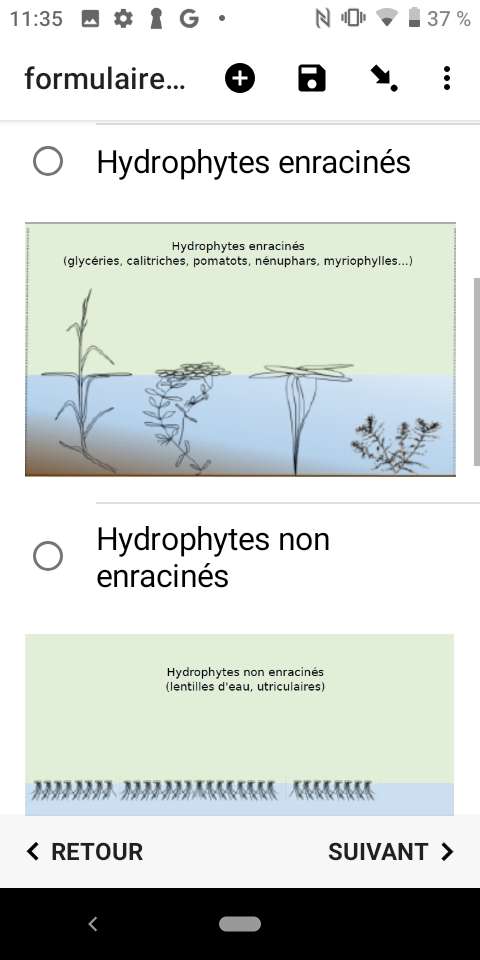 11:35
37 %
formulaire...
Hydrophytes enracinés
Hydrophytes enracinés
(glycéries, calitriches, pomatots, nénuphars, myriophylles...)
Hydrophytes non
enracinés
Hydrophytes non enracinés
(lentilles d'eau, utriculaires)
RETOUR
SUIVANT